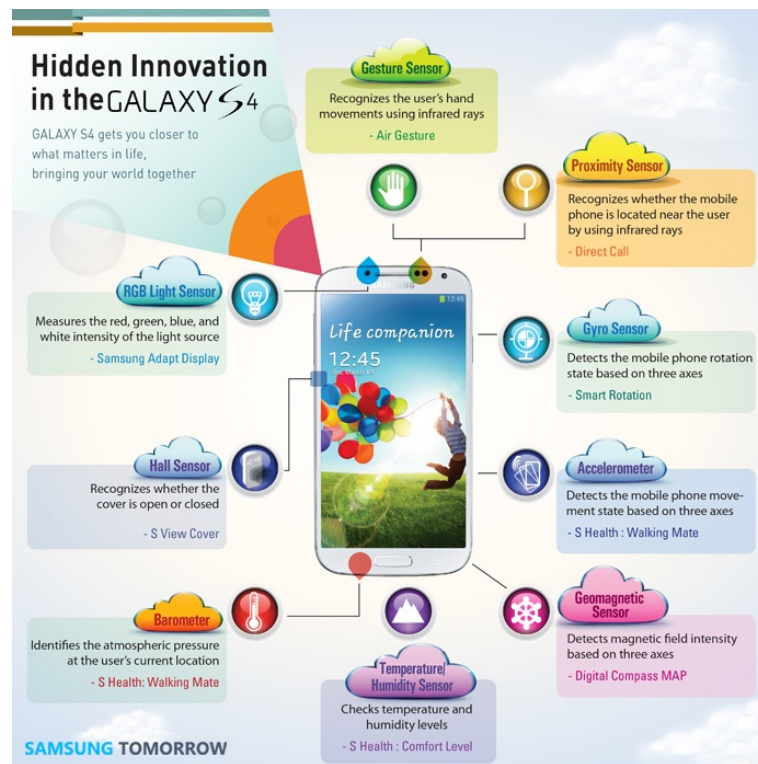 Hidden Innovation
in the GALAXY S4
GALAXY S4 gets you closer to
what matters in life,
bringing your world together
Gesture Sensor
Recognizes the user's hand
movements using infrared rays
- Air Gesture
Proximity Sensor
Recognizes whether the mobile
phone is located near the user
by using infrared rays
- Direct Call
RGB Light Sensor
Measures the red, green, blue, and
white intensity of the light source
- Samsung Adapt Display
SAMSUNG
12:45
Life companion
12:45
Gyro Sensor
Detects the mobile phone rotation
state based on three axes
- Smart Rotation
Hall Sensor
Recognizes whether the
cover is open or closed
- S View Cover
Accelerometer
Detects the mobile phone move-
ment state based on three axes
- S Health : Walking Mate
Barometer
Identifies the atmospheric pressure
at the user's current location
- S Health: Walking Mate
Geomagnetic
Sensor
Detects magnetic field intensity
based on three axes
- Digital Compass MAP
Temperature/
Humidity Sensor
Checks temperature and
humidity levels
- S Health : Comfort Level
SAMSUNG TOMORROW